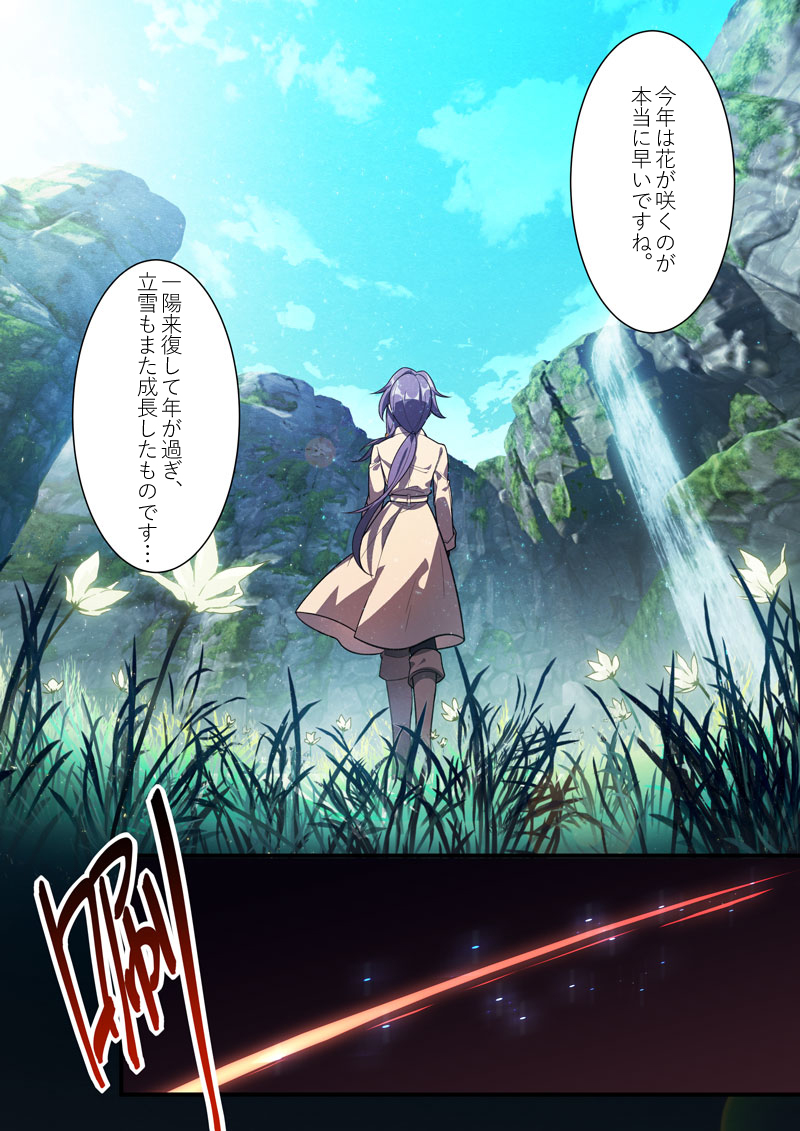 今年は花が咲くのが
本当に早いですね。
一陽来復して年が過ぎ、
立雪もまた成長したものです…